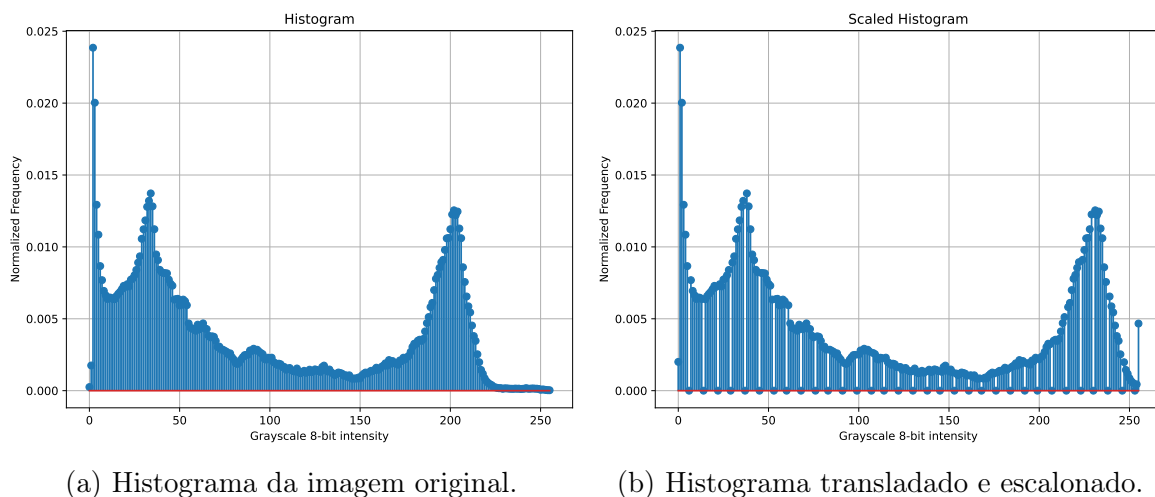 Histogram
0.025
0.020
0.015
0.010
0.005
0.000
Normalized Frequency
0 50 100 150 200 250
Grayscale 8-bit intensity
(a) Histograma da imagem original.
Scaled Histogram
0.025
0.020
0.015
0.010
0.005
0.000
Normalized Frequency
0 50 100 150 200 250
Grayscale 8-bit intensity
(b) Histograma transladado e escalonado.